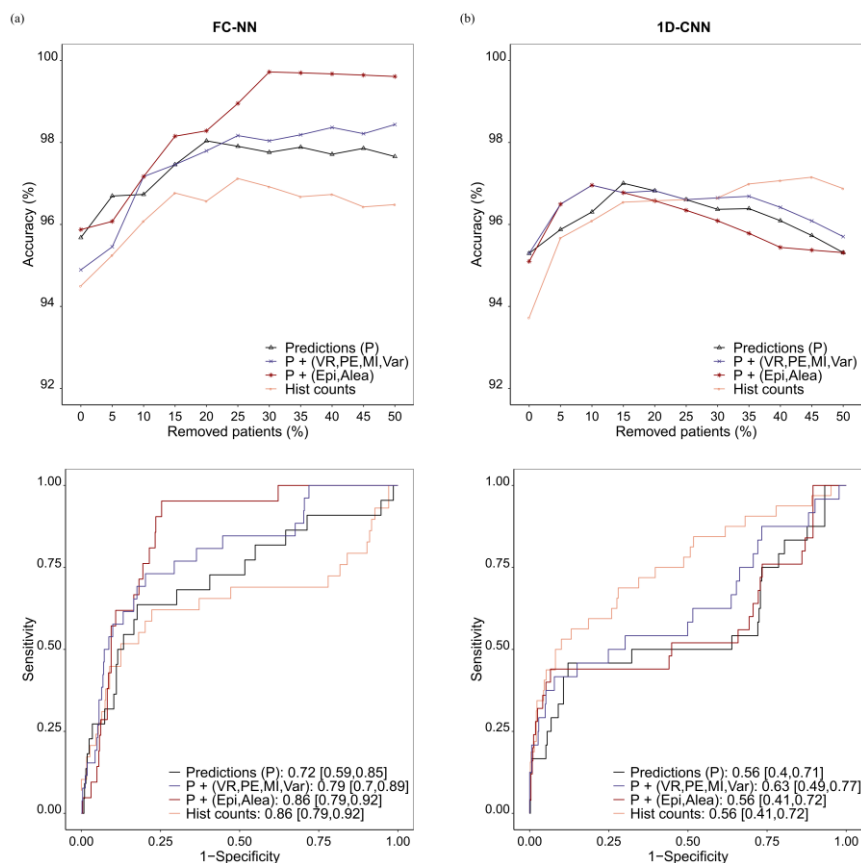 (a)
FC-NN
100
98
96
94
92
Accuracy (%)
Predictions (P)
P + (VR,PE,MI,Var)
P + (Epi,Alea)
Hist counts
0 5 10 15 20 25 30 35 40 45 50
Removed patients (%)
(b)
1D-CNN
100
98
96
94
92
Accuracy (%)
Predictions (P)
P + (VR,PE,MI,Var)
P + (Epi,Alea)
Hist counts
0 5 10 15 20 25 30 35 40 45 50
Removed patients (%)
1.00
0.75
0.50
0.25
0.00
Sensitivity
Predictions (P): 0.72 [0.59,0.85]
P + (VR,PE,MI,Var): 0.79 [0.7,0.89]
P + (Epi,Alea): 0.86 [0.79,0.92]
Hist counts: 0.86 [0.79,0.92]
0.00 0.25 0.50 0.75 1.00
1−Specificity
1.00
0.75
0.50
0.25
0.00
Sensitivity
Predictions (P): 0.56 [0.4,0.71]
P + (VR,PE,MI,Var): 0.63 [0.49,0.77]
P + (Epi,Alea): 0.56 [0.41,0.72]
Hist counts: 0.56 [0.41,0.72]
0.00 0.25 0.50 0.75 1.00
1−Specificity